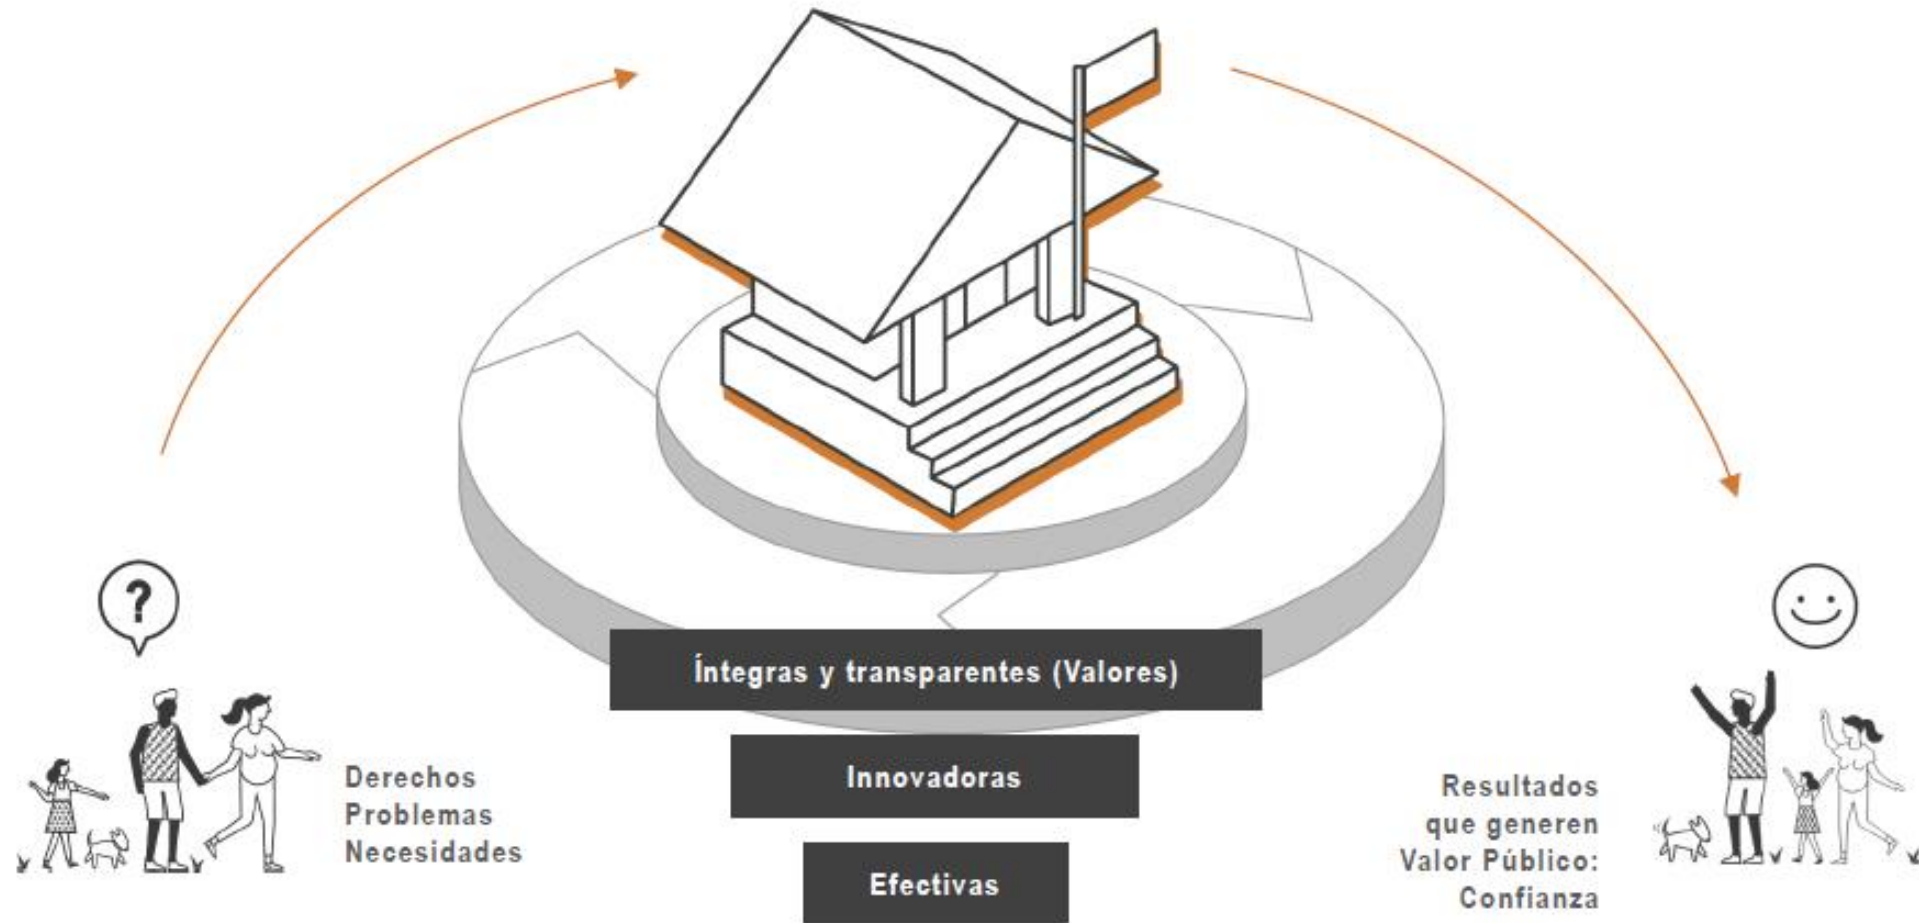 ?
Íntegras y transparentes (Valores)
Innovadoras
Efectivas
Derechos
Problemas
Necesidades
Resultados
que generen
Valor Público:
Confianza